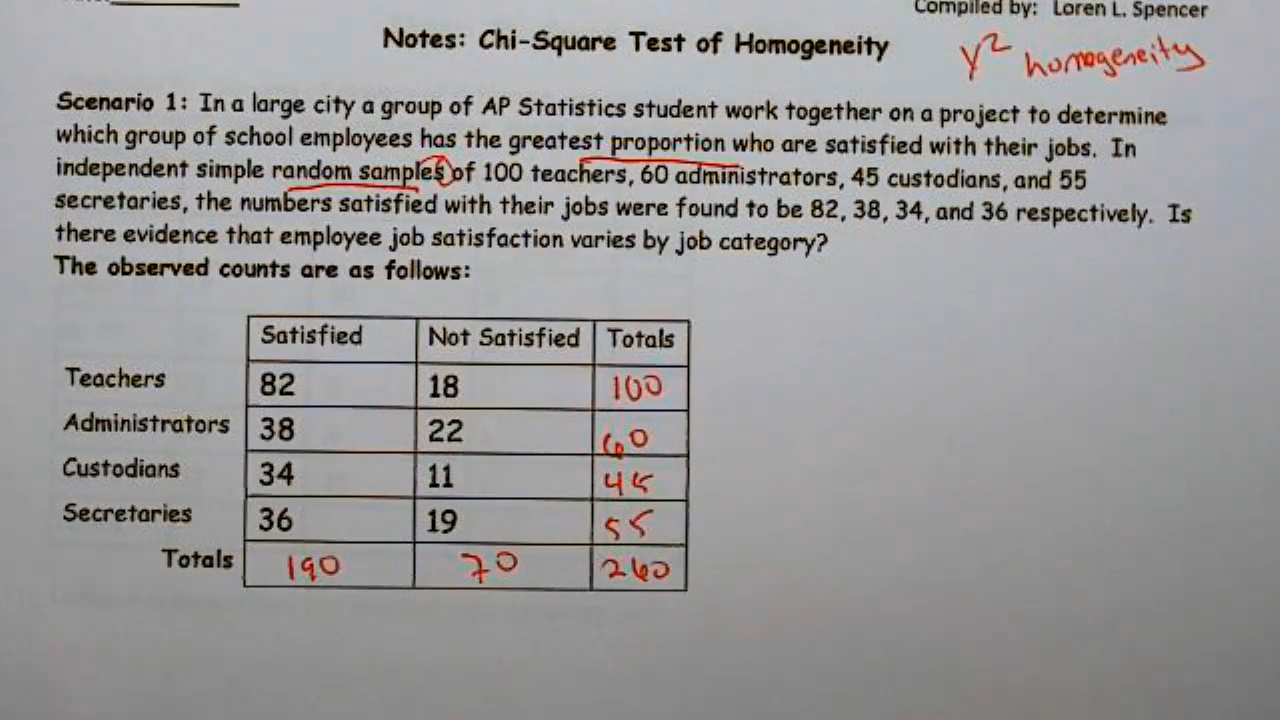 Compiled by: Loren L. Spencer
Notes: Chi-Square Test of Homogeneity
χ² homogeneity
Scenario 1: In a large city a group of AP Statistics student work together on a project to determine
which group of school employees has the greatest proportion who are satisfied with their jobs. In
independent simple random samples of 100 teachers, 60 administrators, 45 custodians, and 55
secretaries, the numbers satisfied with their jobs were found to be 82, 38, 34, and 36 respectively. Is
there evidence that employee job satisfaction varies by job category?
The observed counts are as follows:
Satisfied Not Satisfied Totals
Teachers 82 18 100
Administrators 38 22 60
Custodians 34 11 45
Secretaries 36 19 55
Totals 190 70 260